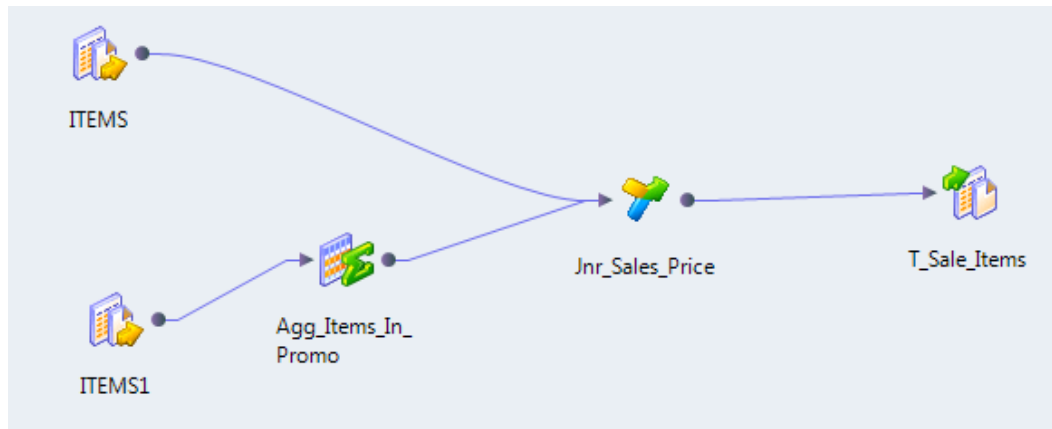 ITEMS
Jnr_Sales_Price
T_Sale_Items
Agg_Items_In_
Promo
ITEMS1